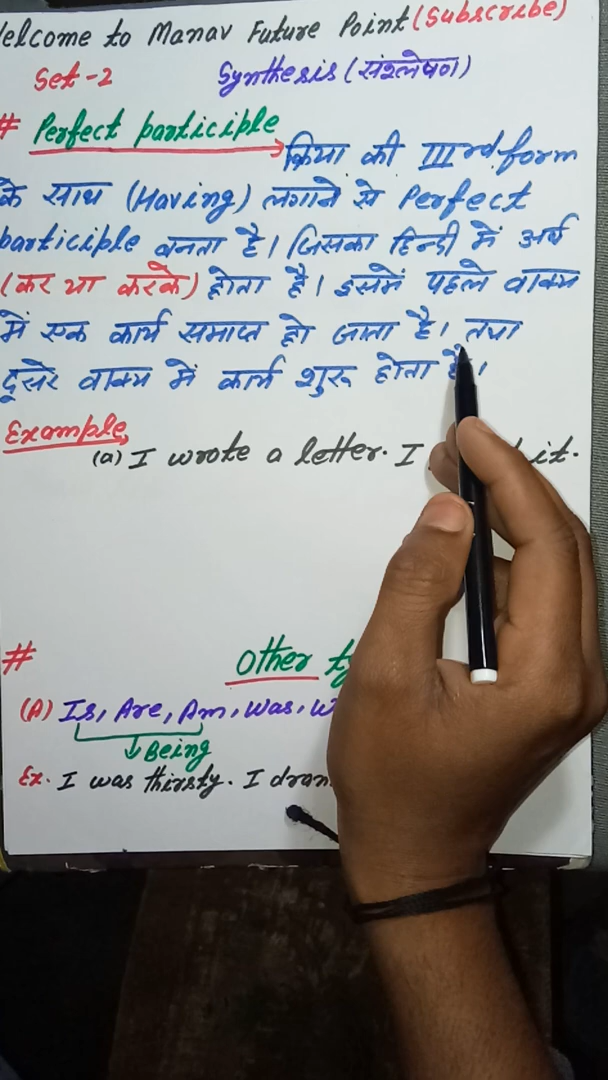 Welcome to Manav Future Point (Subscribe)
Set-2 Synthesis (संश्लेषण)
# Perfect participle
क्रिया की IIIrd form
के साथ (Having) लगाने से Perfect
participle बनता है। जिसका हिन्दी में अर्थ
(कर या करके) होता है। इसमें पहले वाक्य
में एक कार्य समाप्त हो जाता है। तथा
दूसरे वाक्य में कार्य शुरू होता है।
Example
(a) I wrote a letter. I it.
# Other
(A) Is, Are, Am, Was,
Being
Ex. I was thirsty. I